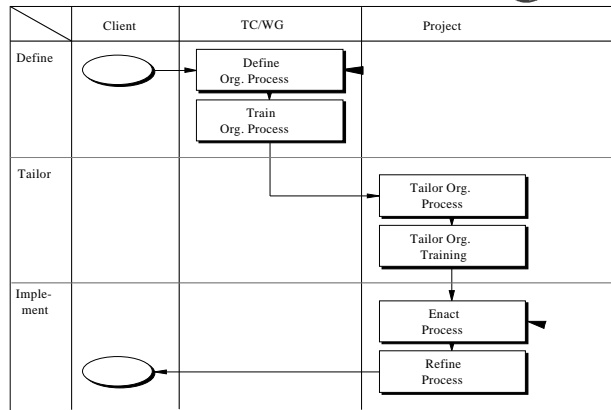 Client
TC/WG
Project
Define
Define
Org. Process
Train
Org. Process
Tailor
Tailor Org.
Process
Tailor Org.
Training
Imple-
ment
Enact
Process
Refine
Process